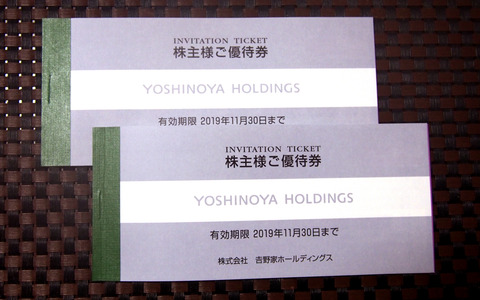 INVITATION TICKET
株主様ご優待券
YOSHINOYA HOLDINGS
有効期限 2019年11月30日まで
INVITATION TICKET
株主様ご優待券
YOSHINOYA HOLDINGS
有効期限 2019年11月30日まで
株式会社 吉野家ホールディングス